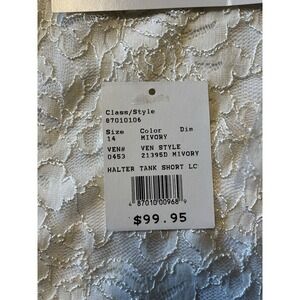 Class/Style
87010106
Size Color Dim
14 MIVORY
VEN# VEN STYLE
0453 21395D MIVORY
HALTER TANK SHORT LC
4 87010 00968 9
$99.95